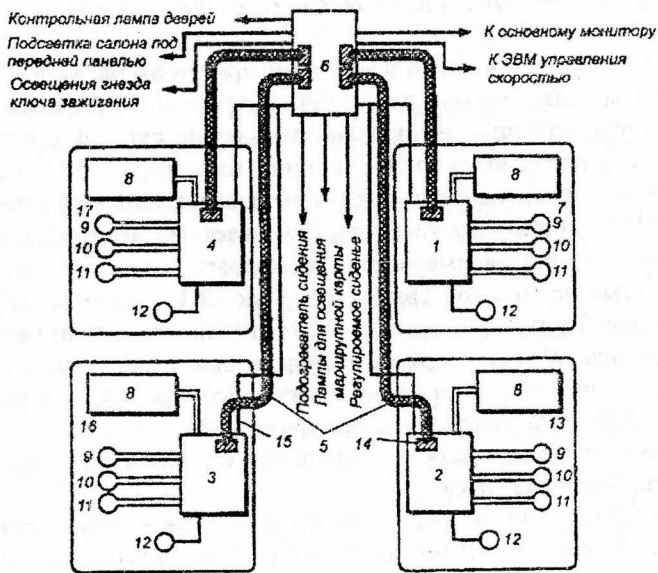 Контрольная лампа дверей
Подсветка салона под
передней панелью
Освещения гнезда
ключа зажигания
6
К основному монитору
К ЭВМ управления
скоростью
8
17
9
10
11
12
4
8
7
9
10
11
12
1
Подогреватель сидения
Лампы для освещения
маршрутной карты
Регулируемое сиденье
8
16
9
10
11
12
3
15
5
14
8
13
9
10
11
12
2